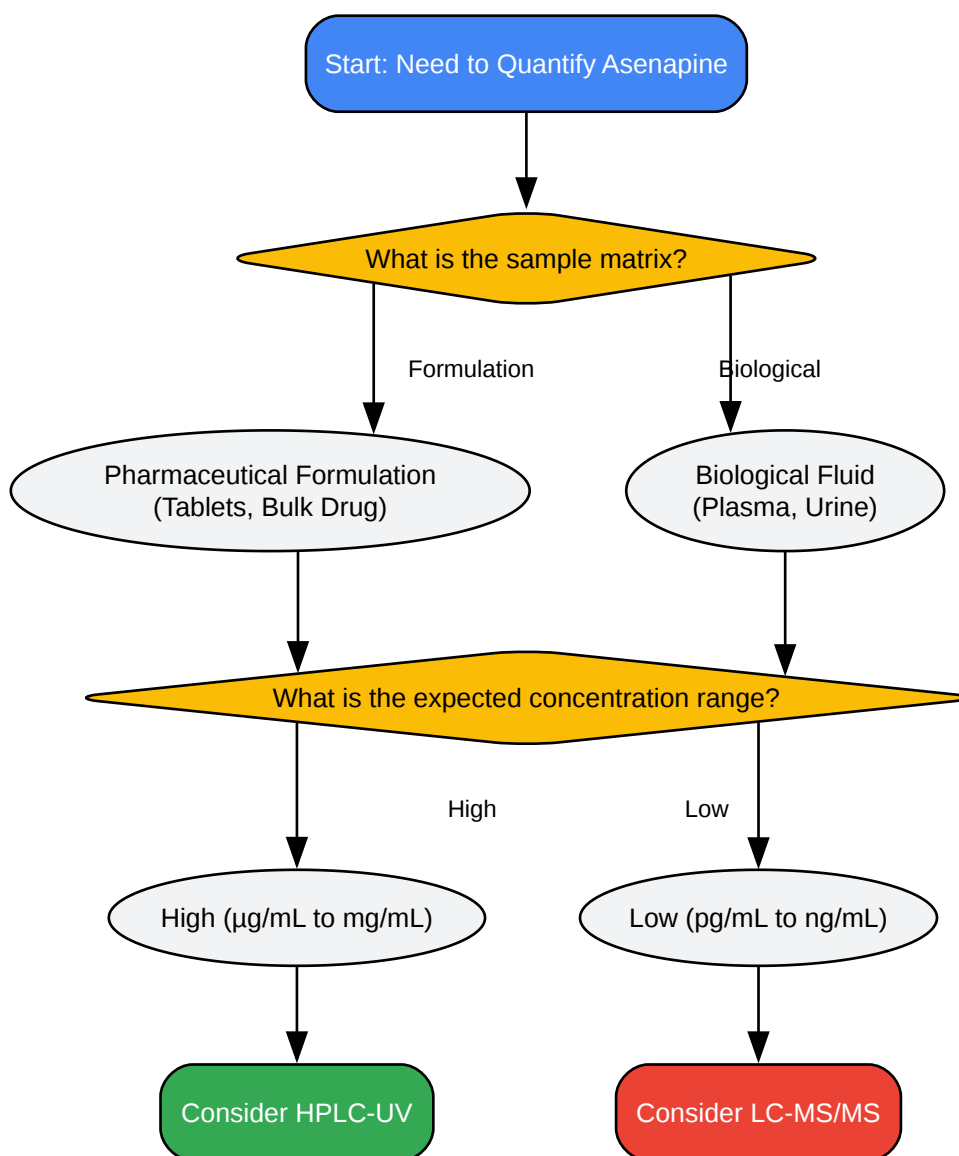 Start: Need to Quantify Asenapine
What is the sample matrix?
Formulation
Biological
Pharmaceutical Formulation
(Tablets, Bulk Drug)
Biological Fluid
(Plasma, Urine)
What is the expected concentration range?
High
Low
High (µg/mL to mg/mL)
Low (pg/mL to ng/mL)
Consider HPLC-UV
Consider LC-MS/MS